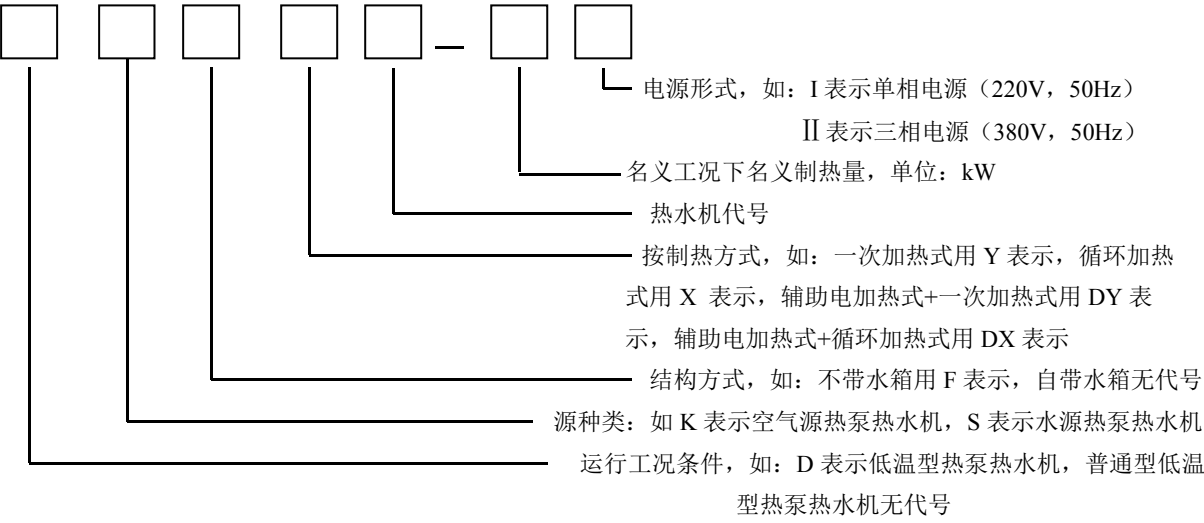 电源形式，如：I 表示单相电源（220V，50Hz）
II 表示三相电源（380V，50Hz）
名义工况下名义制热量，单位：kW
热水机代号
按制热方式，如：一次加热式用 Y 表示，循环加热
式用 X 表示，辅助电加热式+一次加热式用 DY 表
示，辅助电加热式+循环加热式用 DX 表示
结构方式，如：不带水箱用 F 表示，自带水箱无代号
源种类：如 K 表示空气源热泵热水机，S 表示水源热泵热水机
运行工况条件，如：D 表示低温型热泵热水机，普通型低温
型热泵热水机无代号